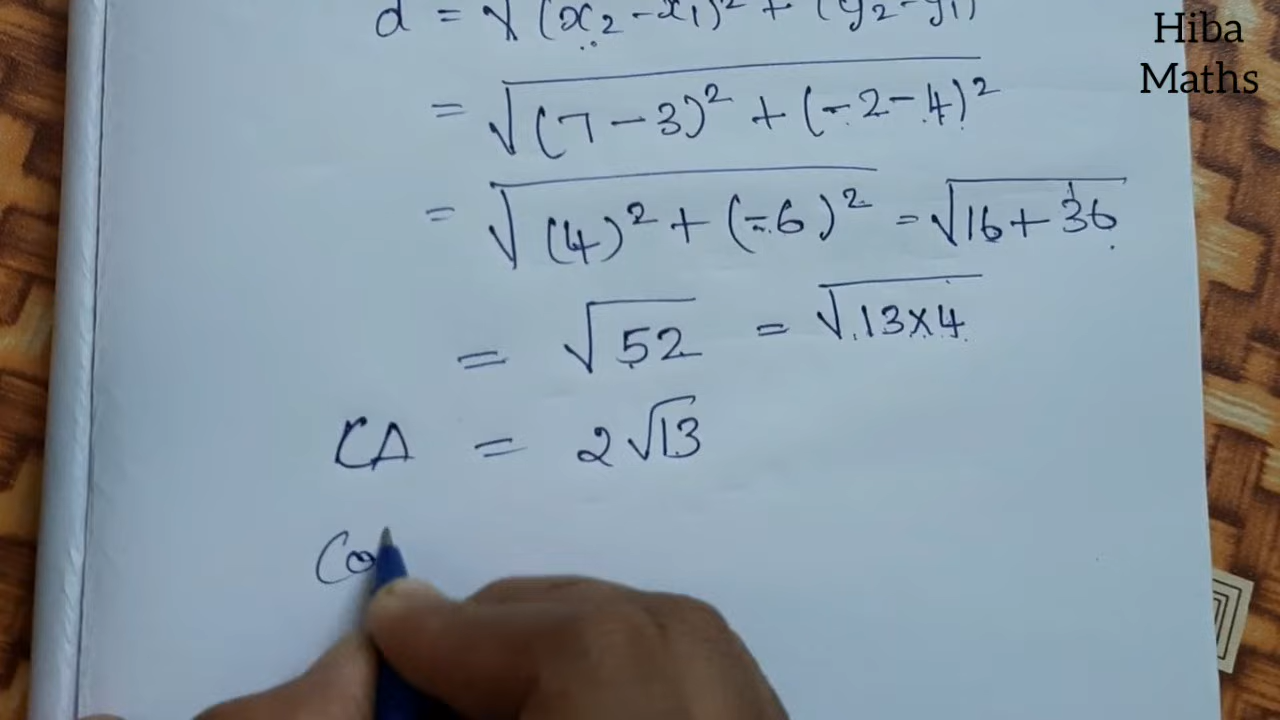 d = √(x₂-x₁)² + (y₂-y₁)
Hiba
Maths
= √(7-3)² + (-2-4)²
= √(4)² + (-6)² = √16+36
= √52 = √13×4
CA = 2√13
Co